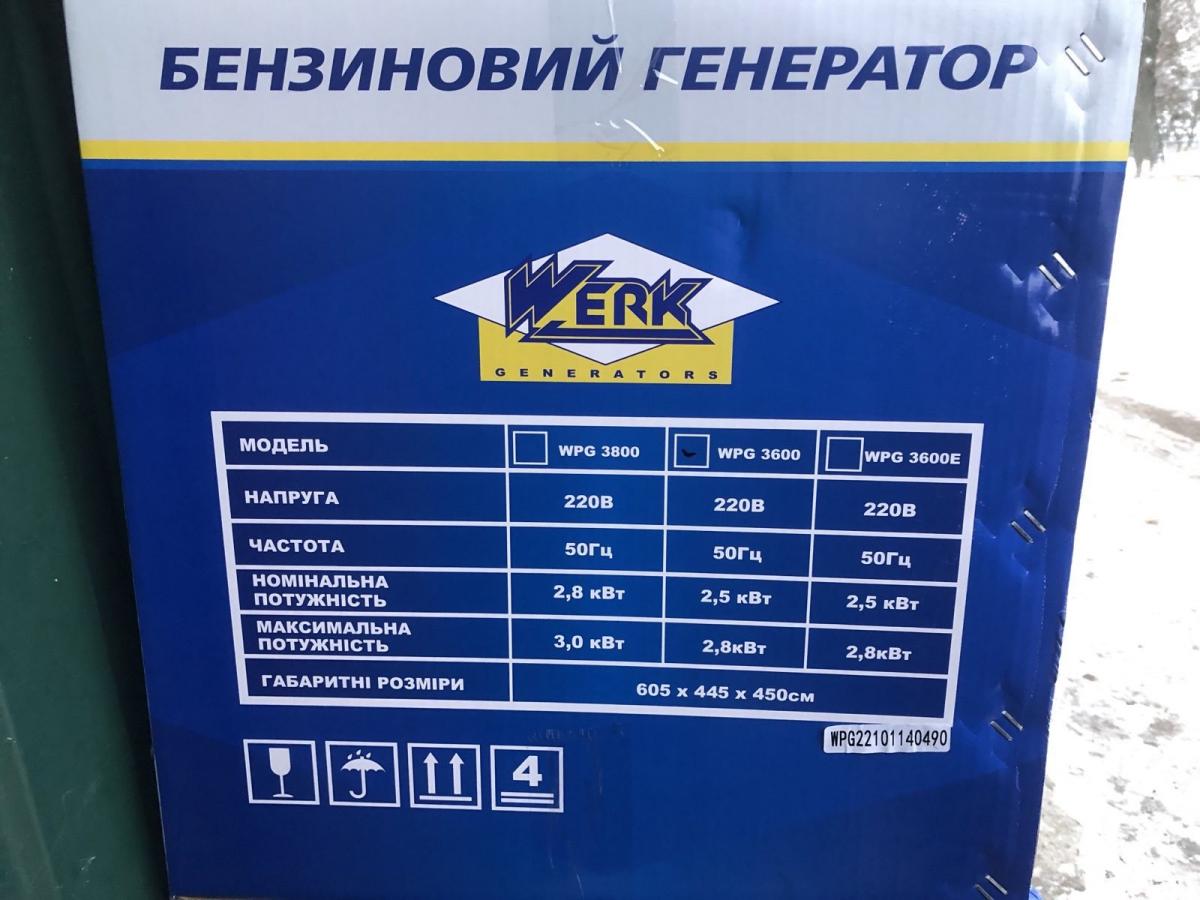 БЕНЗИНОВИЙ ГЕНЕРАТОР
WERK
GENERATORS
МОДЕЛЬ WPG 3800 WPG 3600 WPG 3600E
НАПРУГА 220В 220В 220В
ЧАСТОТА 50Гц 50Гц 50Гц
НОМІНАЛЬНА
ПОТУЖНІСТЬ 2,8 кВт 2,5 кВт 2,5 кВт
МАКСИМАЛЬНА
ПОТУЖНІСТЬ 3,0 кВт 2,8кВт 2,8кВт
ГАБАРИТНІ РОЗМІРИ 605 x 445 x 450см
WPG22101140490
4